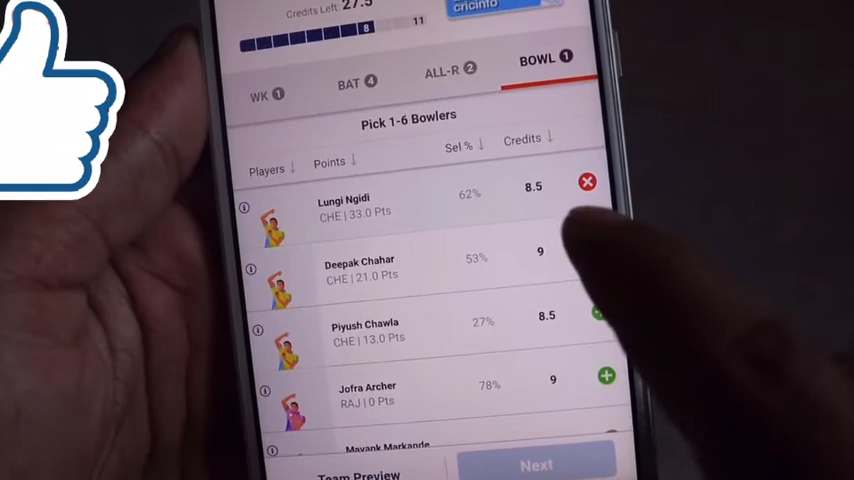 Credits Left: 27.5
cricinfo
8
11
WK 1
BAT 4
ALL-R 2
BOWL 1
Pick 1-6 Bowlers
Players
Points
Sel %
Credits
Lungi Ngidi
CHE | 33.0 Pts
62%
8.5
Deepak Chahar
CHE | 21.0 Pts
53%
9
Piyush Chawla
CHE | 13.0 Pts
27%
8.5
Jofra Archer
RAJ | 0 Pts
78%
9
Mayank Markande
Team Preview
Next